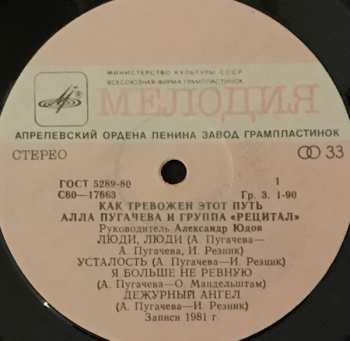 МИНИСТЕРСТВО КУЛЬТУРЫ СССР
ВСЕСОЮЗНАЯ ФИРМА ГРАМПЛАСТИНОК
МЕЛОДИЯ
АПРЕЛЕВСКИЙ ОРДЕНА ЛЕНИНА ЗАВОД ГРАМПЛАСТИНОК
СТЕРЕО 33
ГОСТ 5289-80 1
С60—17663 Гр. 3. 1-90
КАК ТРЕВОЖЕН ЭТОТ ПУТЬ
АЛЛА ПУГАЧЕВА И ГРУППА «РЕЦИТАЛ»
Руководитель Александр Юдов
ЛЮДИ, ЛЮДИ (А. Пугачева—
А. Пугачева, И. Резник)
УСТАЛОСТЬ (А. Пугачева—И. Резник)
Я БОЛЬШЕ НЕ РЕВНУЮ
(А. Пугачева—О. Мандельштам)
ДЕЖУРНЫЙ АНГЕЛ
(А. Пугачева—И. Резник)
Записи 1981 г.